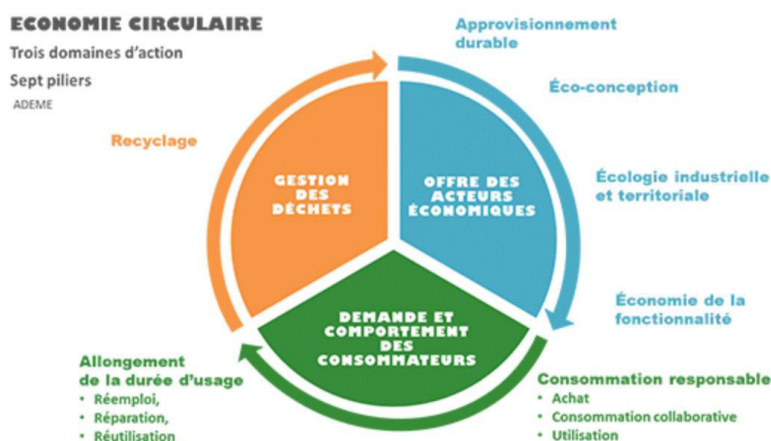 ECONOMIE CIRCULAIRE
Trois domaines d'action
Sept piliers
ADEME
Approvisionnement
durable
Éco-conception
Écologie industrielle
et territoriale
Économie de la
fonctionnalité
Recyclage
GESTION
DES
DÉCHETS
OFFRE DES
ACTEURS
ÉCONOMIQUES
DEMANDE ET
COMPORTEMENT
DES
CONSOMMATEURS
Allongement
de la durée d'usage
• Réemploi,
• Réparation,
• Réutilisation
Consommation responsable
• Achat
• Consommation collaborative
• Utilisation